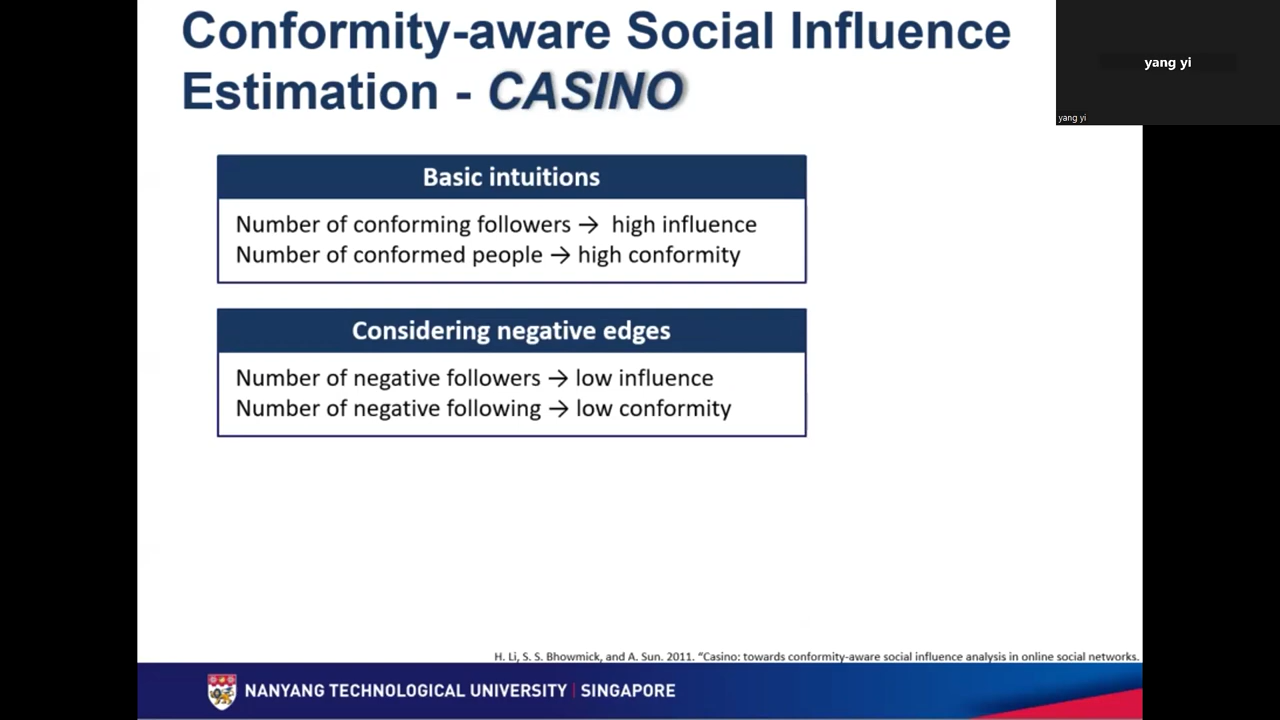 Conformity-aware Social Influence
Estimation - CASINO
yang yi
yang yi
Basic intuitions
Number of conforming followers → high influence
Number of conformed people → high conformity
Considering negative edges
Number of negative followers → low influence
Number of negative following → low conformity
H. Li, S. S. Bhowmick, and A. Sun. 2011. “Casino: towards conformity-aware social influence analysis in online social networks.
NANYANG TECHNOLOGICAL UNIVERSITY | SINGAPORE